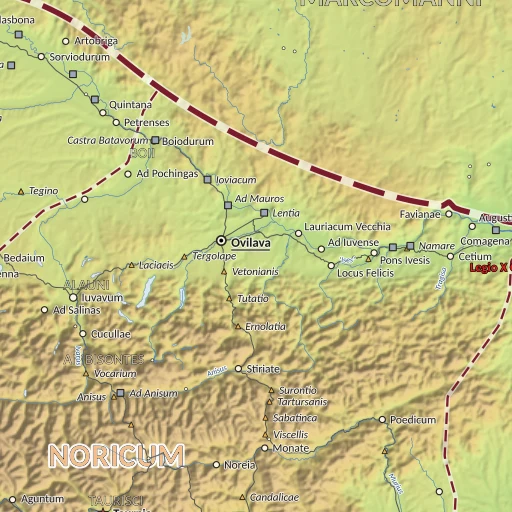 MARCOMANNI
Artobriga
Sorviodurum
Quintana
Petrenses
Castra Batavorum
Boiodurum
BOII
Ad Pochingas
Ioviacum
Tegino
Ad Mauros
Lentia
Favianae
Lauriacum Vecchia
Ovilava
Ad Iuvense
Namare
Comagena
Bedaium
Tergolape
Pons Ivesis
Cetium
Laciacis
Vetonianis
Locus Felicis
Legio X
ALAUNI
Iuvavum
Tutatio
Ad Salinas
Ernolatia
Cucullae
AMBISONTES
Vocarium
Anisus
Stiriate
Anisus
Ad Anisum
Surontio
Tartursanis
Sabatinca
Poedicum
Viscellis
NORICUM
Monate
Noreia
Candalicae
Aguntum
TAURISCI